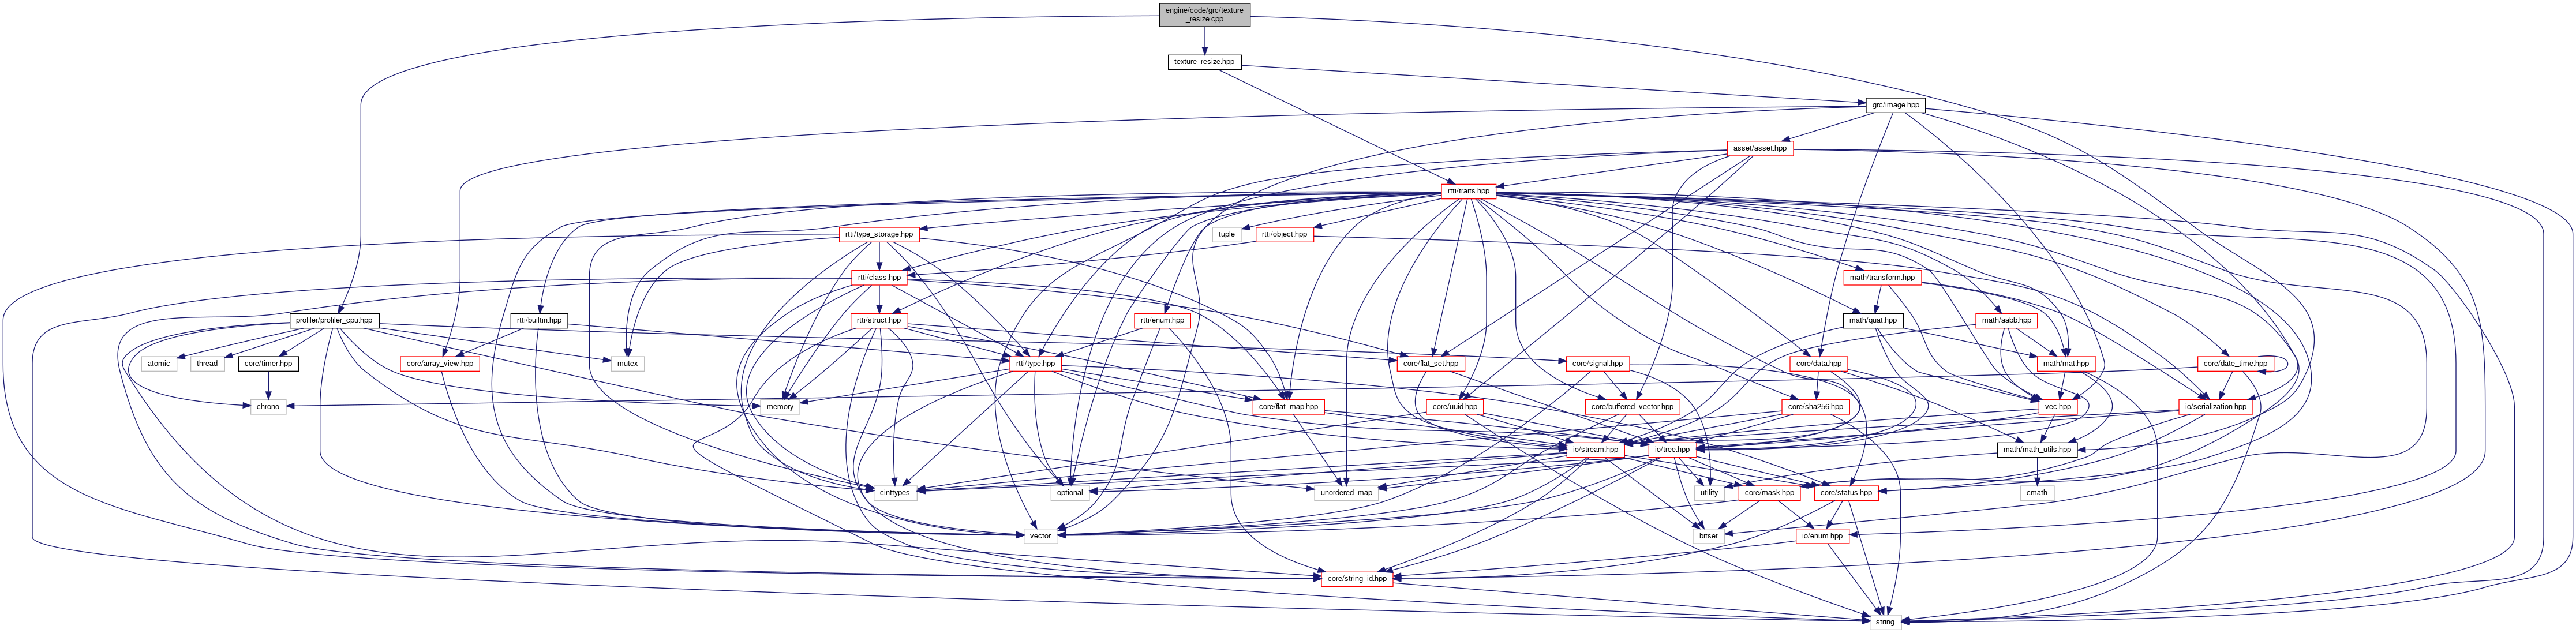 engine/code/grc/texture
_resize.cpp
texture_resize.hpp
grc/image.hpp
asset/asset.hpp
rtti/traits.hpp
rtti/type_storage.hpp
tuple
rtti/object.hpp
rtti/class.hpp
math/transform.hpp
profiler/profiler_cpu.hpp
rtti/builtin.hpp
rtti/struct.hpp
rtti/enum.hpp
math/quat.hpp
math/aabb.hpp
atomic
thread
core/timer.hpp
core/array_view.hpp
mutex
rtti/type.hpp
core/flat_set.hpp
core/signal.hpp
core/data.hpp
math/mat.hpp
core/date_time.hpp
chrono
memory
core/flat_map.hpp
core/uuid.hpp
core/buffered_vector.hpp
core/sha256.hpp
vec.hpp
io/serialization.hpp
io/stream.hpp
io/tree.hpp
math/math_utils.hpp
cinttypes
optional
unordered_map
utility
core/mask.hpp
core/status.hpp
cmath
vector
bitset
io/enum.hpp
core/string_id.hpp
string